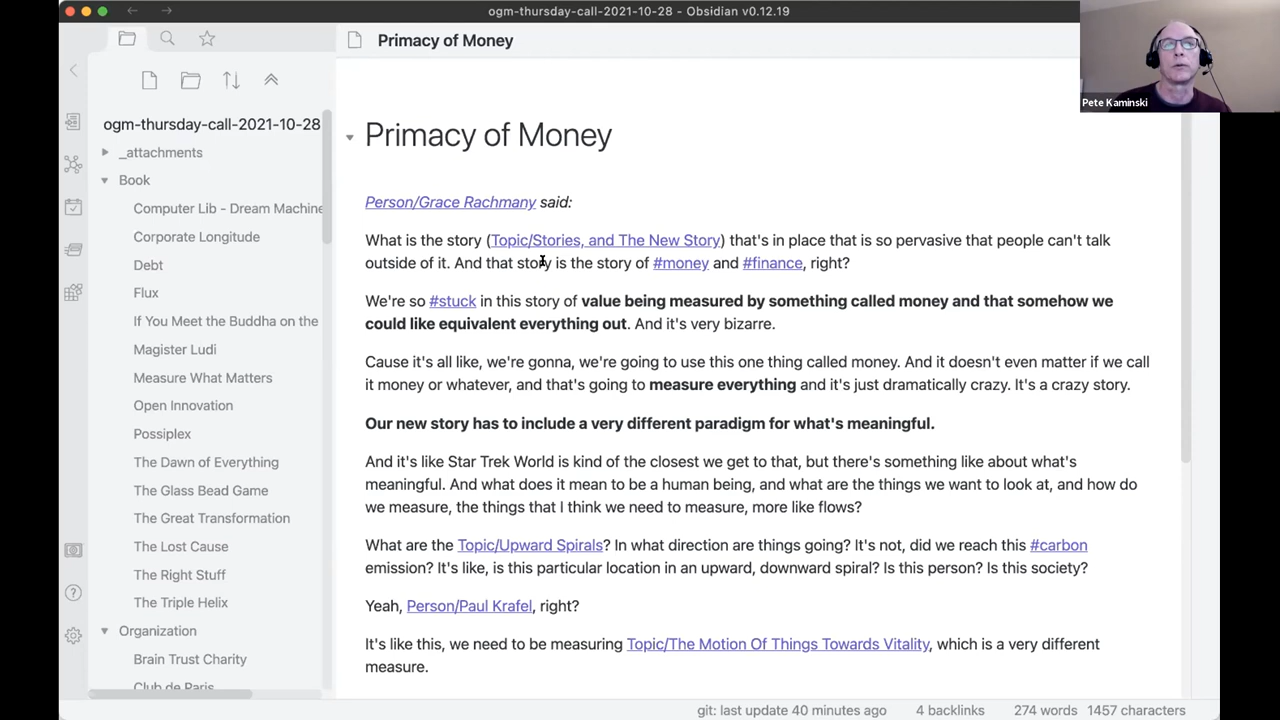 ogm-thursday-call-2021-10-28 - Obsidian v0.12.19
Primacy of Money
Pete Kaminski
ogm-thursday-call-2021-10-28
_attachments
Book
Computer Lib - Dream Machine
Corporate Longitude
Debt
Flux
If You Meet the Buddha on the
Magister Ludi
Measure What Matters
Open Innovation
Possiplex
The Dawn of Everything
The Glass Bead Game
The Great Transformation
The Lost Cause
The Right Stuff
The Triple Helix
Organization
Brain Trust Charity
Club de Paris
Primacy of Money
Person/Grace Rachmany said:
What is the story (Topic/Stories, and The New Story) that's in place that is so pervasive that people can't talk
outside of it. And that story is the story of #money and #finance, right?
We're so #stuck in this story of value being measured by something called money and that somehow we
could like equivalent everything out. And it's very bizarre.
Cause it's all like, we're gonna, we're going to use this one thing called money. And it doesn't even matter if we call
it money or whatever, and that's going to measure everything and it's just dramatically crazy. It's a crazy story.
Our new story has to include a very different paradigm for what's meaningful.
And it's like Star Trek World is kind of the closest we get to that, but there's something like about what's
meaningful. And what does it mean to be a human being, and what are the things we want to look at, and how do
we measure, the things that I think we need to measure, more like flows?
What are the Topic/Upward Spirals? In what direction are things going? It's not, did we reach this #carbon
emission? It's like, is this particular location in an upward, downward spiral? Is this person? Is this society?
Yeah, Person/Paul Krafel, right?
It's like this, we need to be measuring Topic/The Motion Of Things Towards Vitality, which is a very different
measure.
git: last update 40 minutes ago
4 backlinks
274 words
1457 characters